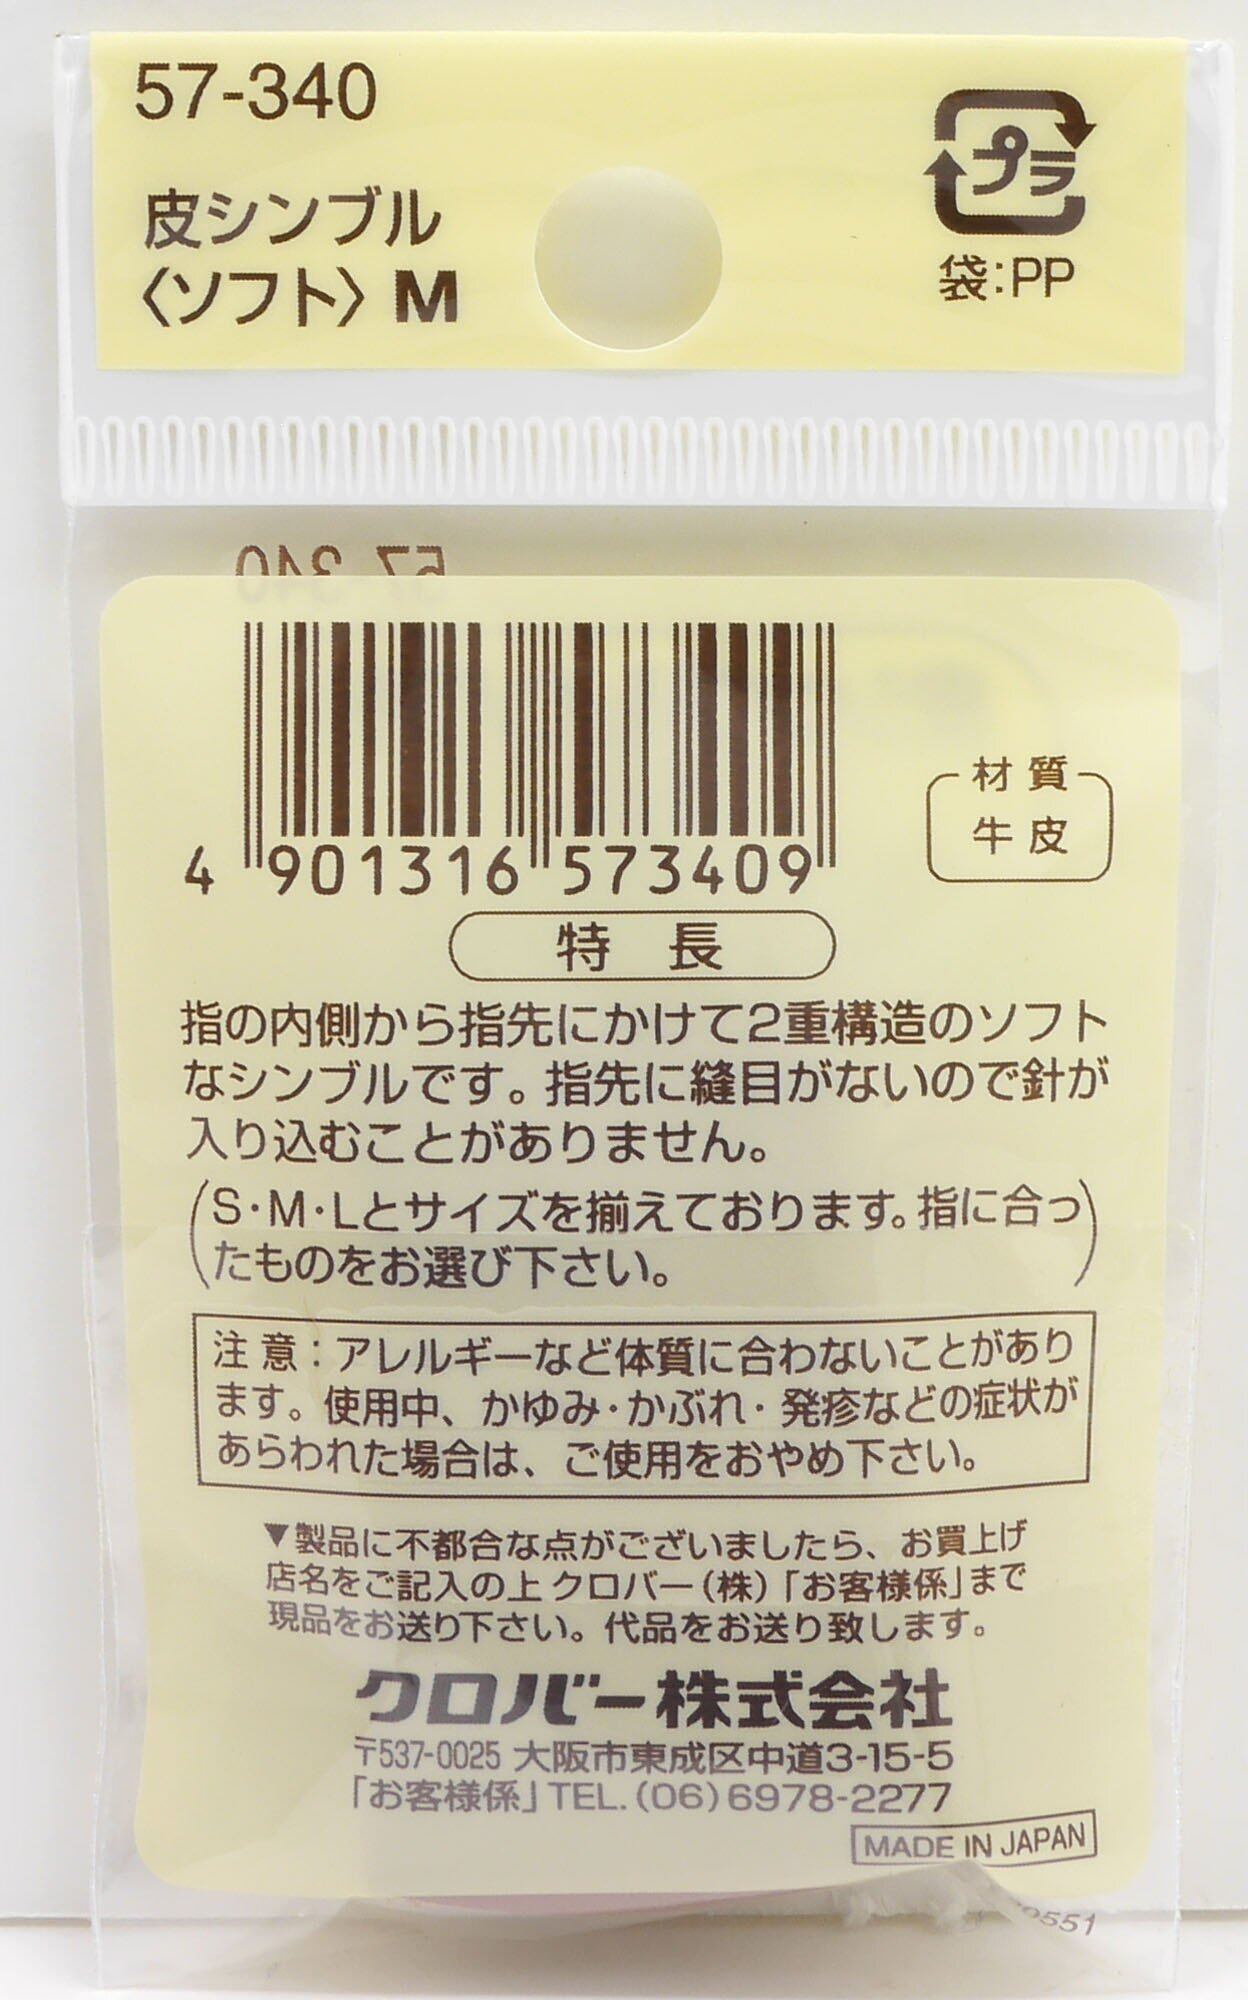 57-340
皮シンブル
〈ソフト〉M
プラ
袋:PP
57-340
4 901316 573409
材質
牛皮
特長
指の内側から指先にかけて2重構造のソフト
なシンブルです。指先に縫目がないので針が
入り込むことがありません。
(S・M・Lとサイズを揃えております。指に合っ
たものをお選び下さい。)
注意:アレルギーなど体質に合わないことがあり
ます。使用中、かゆみ・かぶれ・発疹などの症状が
あらわれた場合は、ご使用をおやめ下さい。
▼製品に不都合な点がございましたら、お買上げ
店名をご記入の上クロバー(株)「お客様係」まで
現品をお送り下さい。代品をお送り致します。
クロバー株式会社
〒537-0025 大阪市東成区中道3-15-5
「お客様係」TEL.(06)6978-2277
MADE IN JAPAN